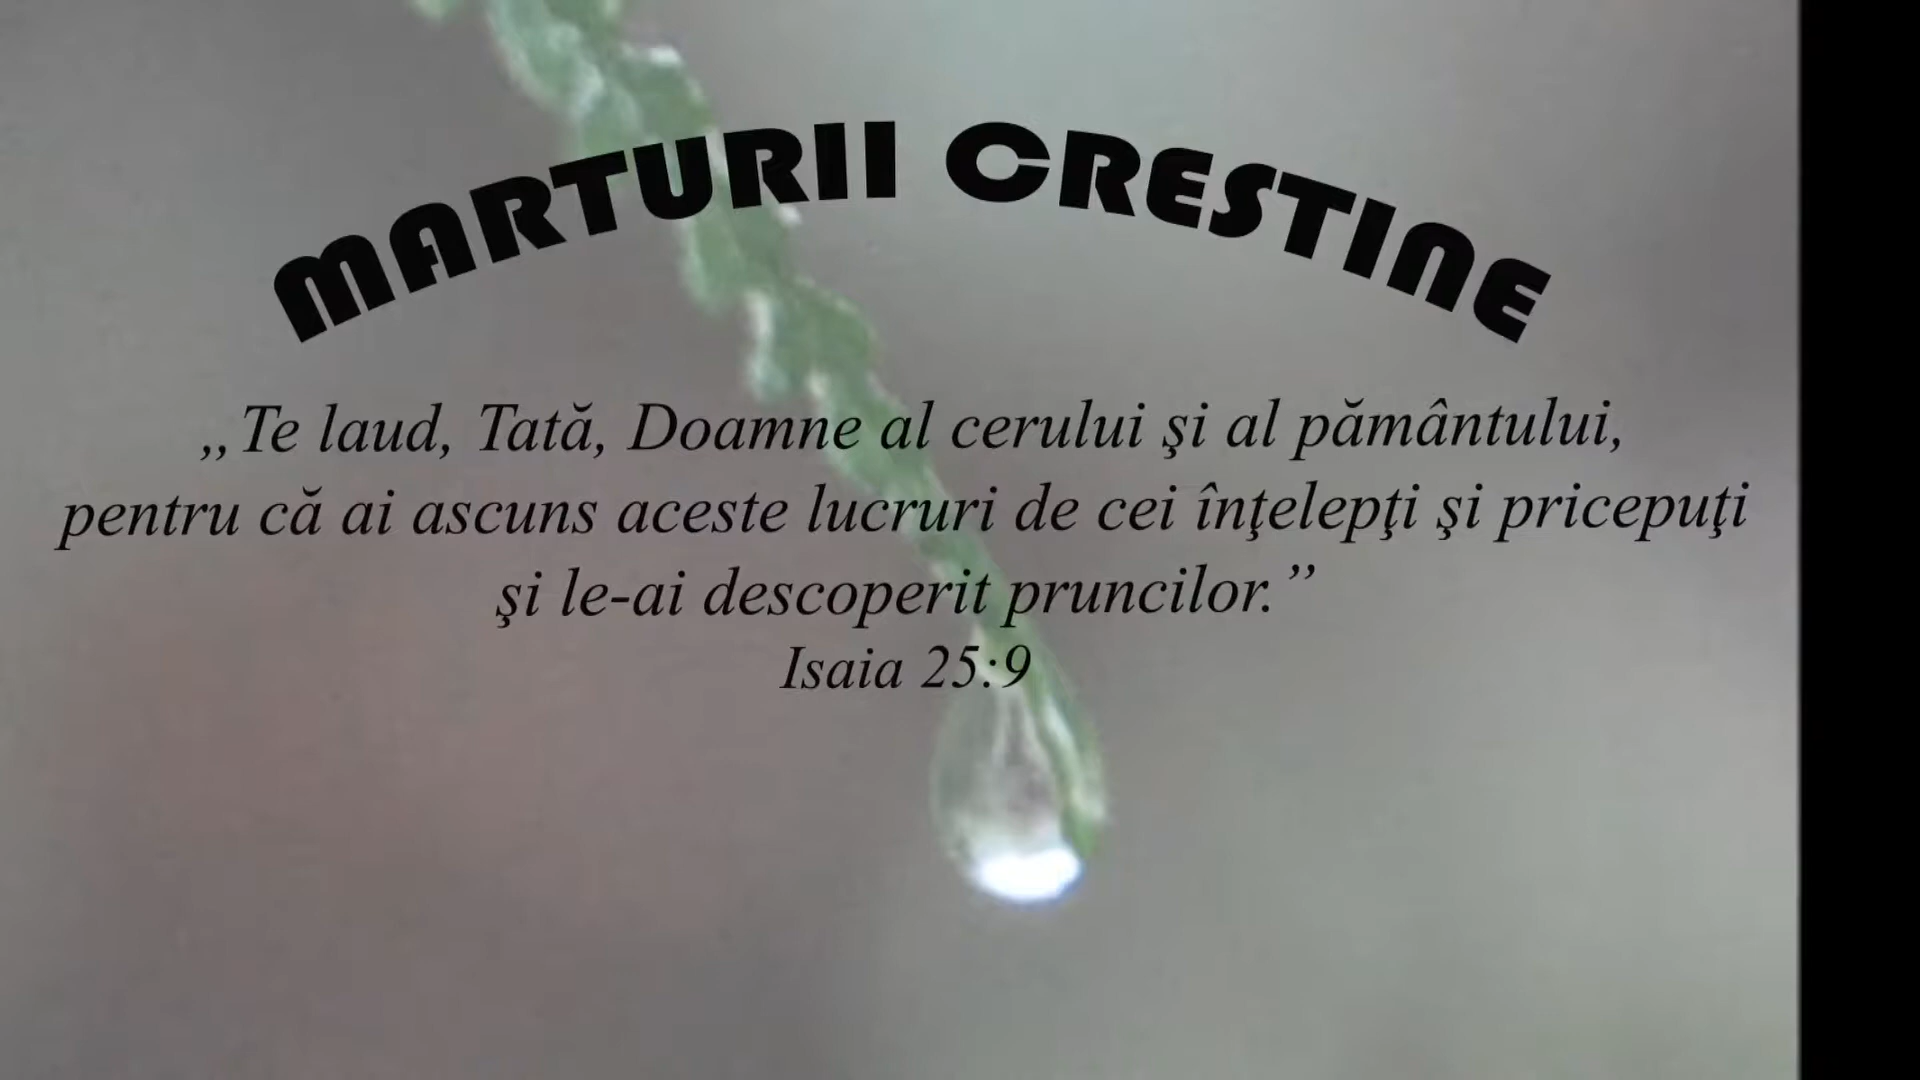 MARTURII CRESTINE
„Te laud, Tată, Doamne al cerului şi al pământului,
pentru că ai ascuns aceste lucruri de cei înţelepţi şi pricepuţi
şi le-ai descoperit pruncilor.”
Isaia 25:9